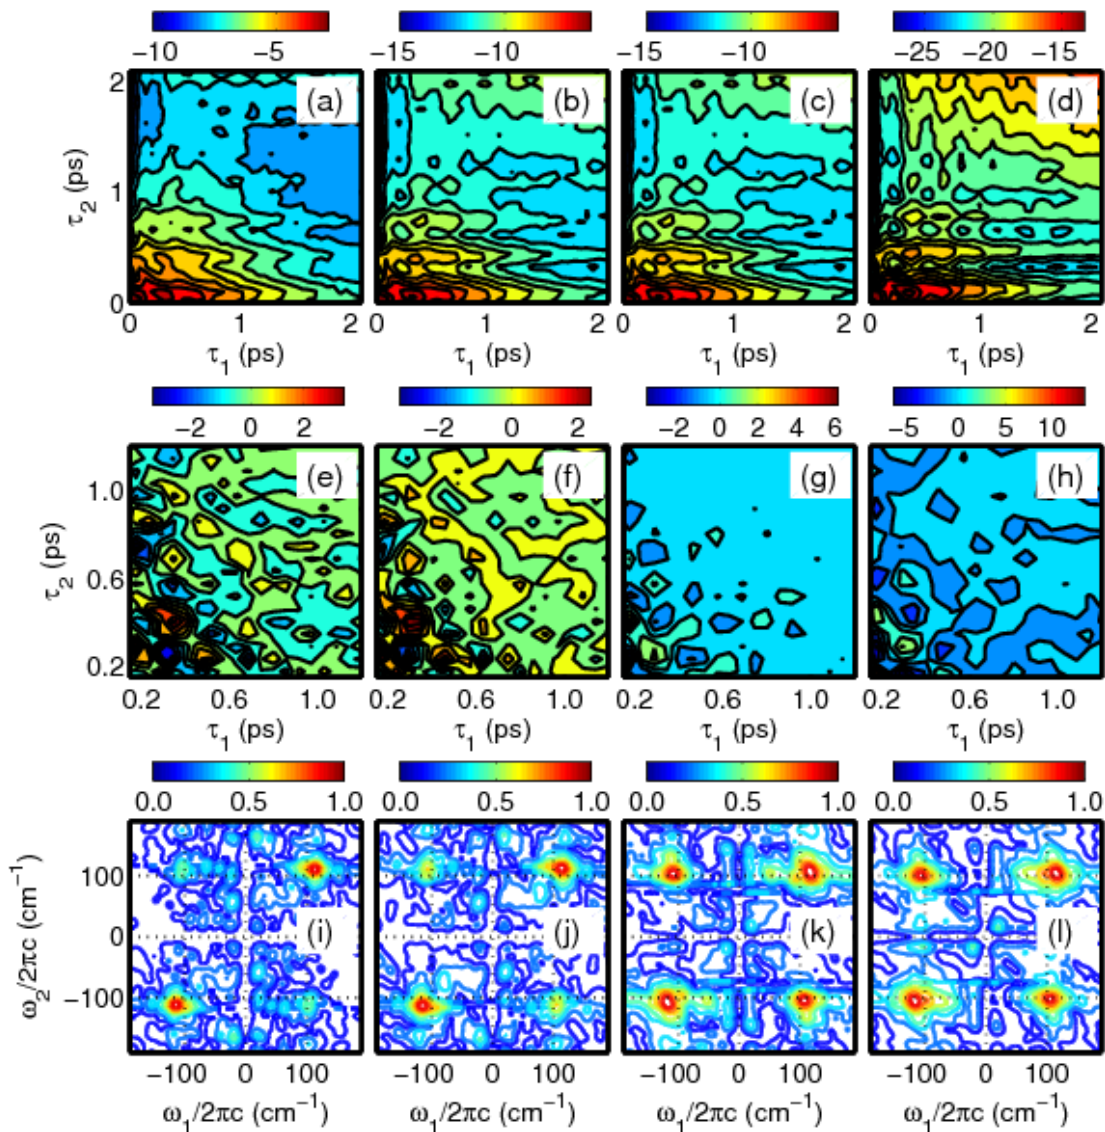 −10 −5 −15 −10 −15 −10 −25 −20 −15
2 (a) (b) (c) (d)
τ2 (ps)
1
0
0 1 2 0 1 2 0 1 2 0 1 2
τ1 (ps) τ1 (ps) τ1 (ps) τ1 (ps)
−2 0 2 −2 0 2 −2 0 2 4 6 −5 0 5 10
(e) (f) (g) (h)
1.0
τ2 (ps)
0.6
0.2
0.2 0.6 1.0 0.2 0.6 1.0 0.2 0.6 1.0 0.2 0.6 1.0
τ1 (ps) τ1 (ps) τ1 (ps) τ1 (ps)
0.0 0.5 1.0 0.0 0.5 1.0 0.0 0.5 1.0 0.0 0.5 1.0
ω2/2πc (cm−1)
100
0 (i) (j) (k) (l)
−100
−100 0 100 −100 0 100 −100 0 100 −100 0 100
ω1/2πc (cm−1) ω1/2πc (cm−1) ω1/2πc (cm−1) ω1/2πc (cm−1)